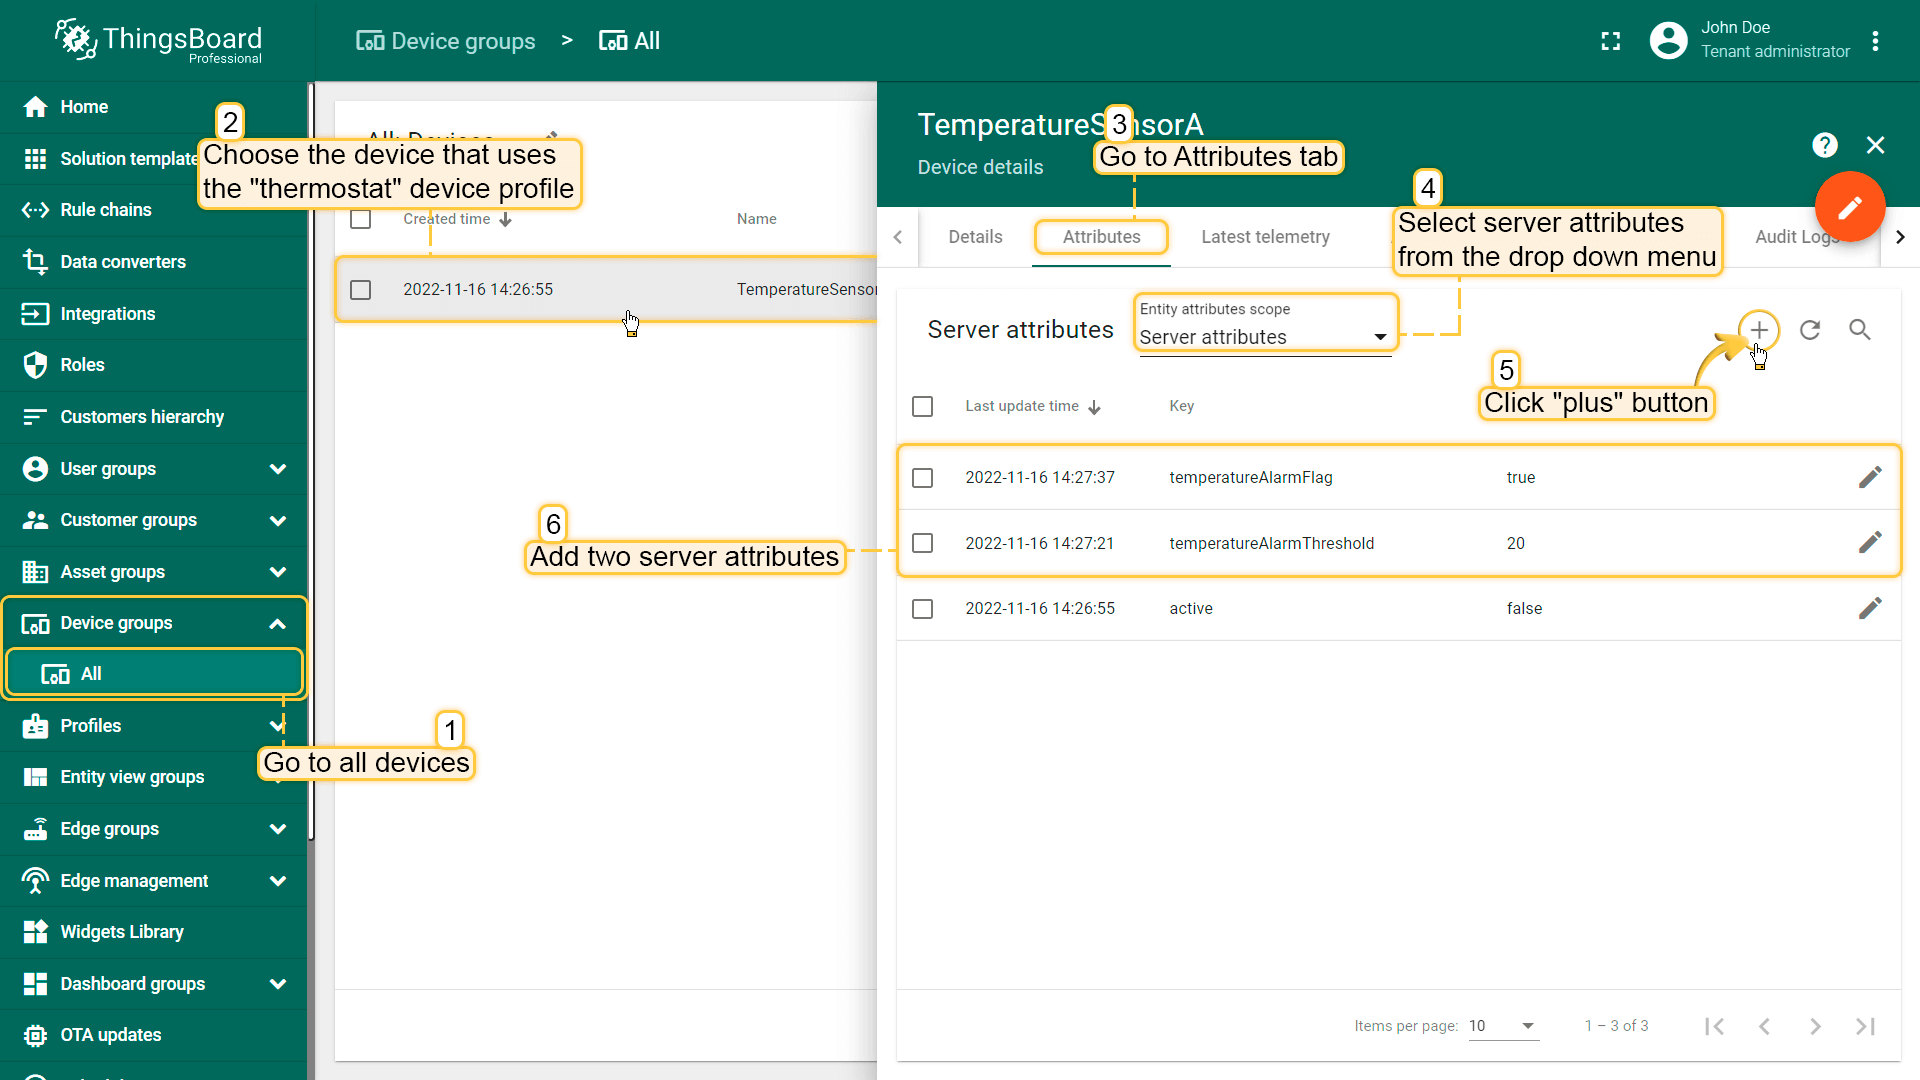 ThingsBoard
Professional
Device groups > All
John Doe
Tenant administrator
Home
Solution template
Rule chains
Data converters
Integrations
Roles
Customers hierarchy
User groups
Customer groups
Asset groups
Device groups
All
Profiles
Entity view groups
Edge groups
Edge management
Widgets Library
Dashboard groups
OTA updates
1
Go to all devices
2
Choose the device that uses
the "thermostat" device profile
All: Devices
Created time
Name
2022-11-16 14:26:55
TemperatureSensor
TemperatureSensorA
Device details
3
Go to Attributes tab
4
Select server attributes
from the drop down menu
Details
Attributes
Latest telemetry
Audit Logs
Server attributes
Entity attributes scope
Server attributes
5
Click "plus" button
Last update time
Key
2022-11-16 14:27:37 temperatureAlarmFlag true
2022-11-16 14:27:21 temperatureAlarmThreshold 20
2022-11-16 14:26:55 active false
6
Add two server attributes
Items per page: 10
1 – 3 of 3